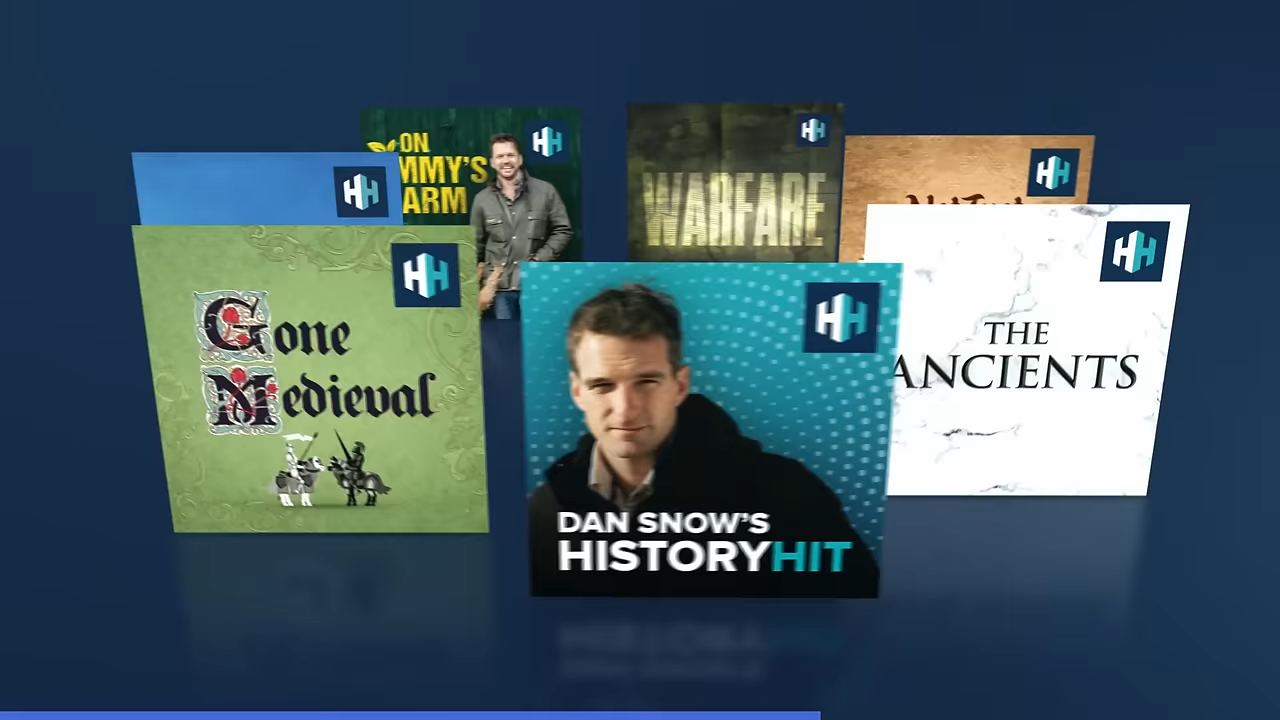 ON
MMY'S
ARM
HH
HH
WARFARE
HH
HH
HH
Gone
Medieval
HH
THE
ANCIENTS
HH
DAN SNOW'S
HISTORYHIT